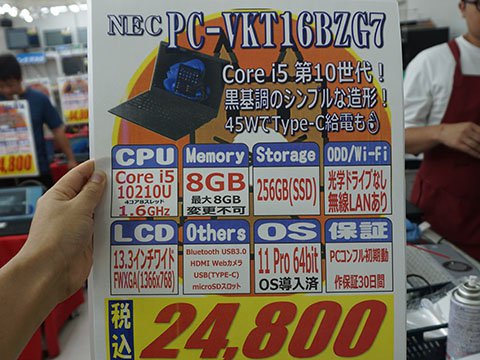 NEC PC-VKT16BZG7
Core i5 第10世代！
黒基調のシンプルな造形！
45WでType-C給電も
CPU
Core i5
10210U
4コア8スレッド
1.6GHz
Memory
8GB
最大8GB
変更不可
Storage
256GB(SSD)
ODD/Wi-Fi
光学ドライブなし
無線LANあり
LCD
13.3インチワイド
FWXGA(1366x768)
Others
Bluetooth USB3.0
HDMI Webカメラ
USB(TYPE-C)
microSDスロット
OS
11 Pro 64bit
OS導入済
保証
PCコンフル初期動
作保証30日間
税込
24,800
4,800